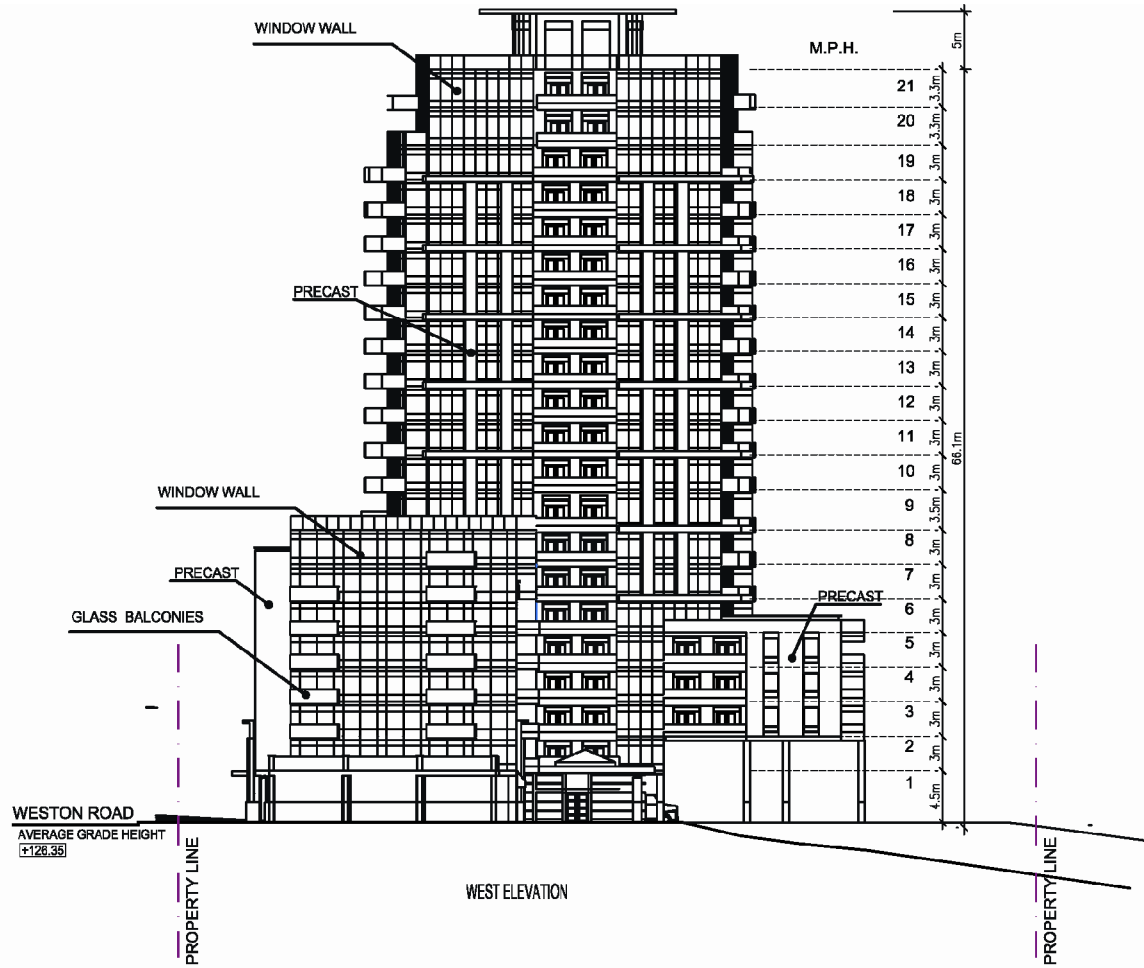 WINDOW WALL
M.P.H.
5m
21 3.3m
20 3.3m
19 3m
18 3m
17 3m
16 3m
PRECAST
15 3m
14 3m
13 3m
12 3m
11 3m
66.1m
10 3m
WINDOW WALL
9 3.5m
8 3m
PRECAST
7 3m
PRECAST
6 3m
GLASS BALCONIES
5 3m
4 3m
3 3m
2 3m
1 4.5m
WESTON ROAD
AVERAGE GRADE HEIGHT
+126.35
PROPERTY LINE
WEST ELEVATION
PROPERTY LINE